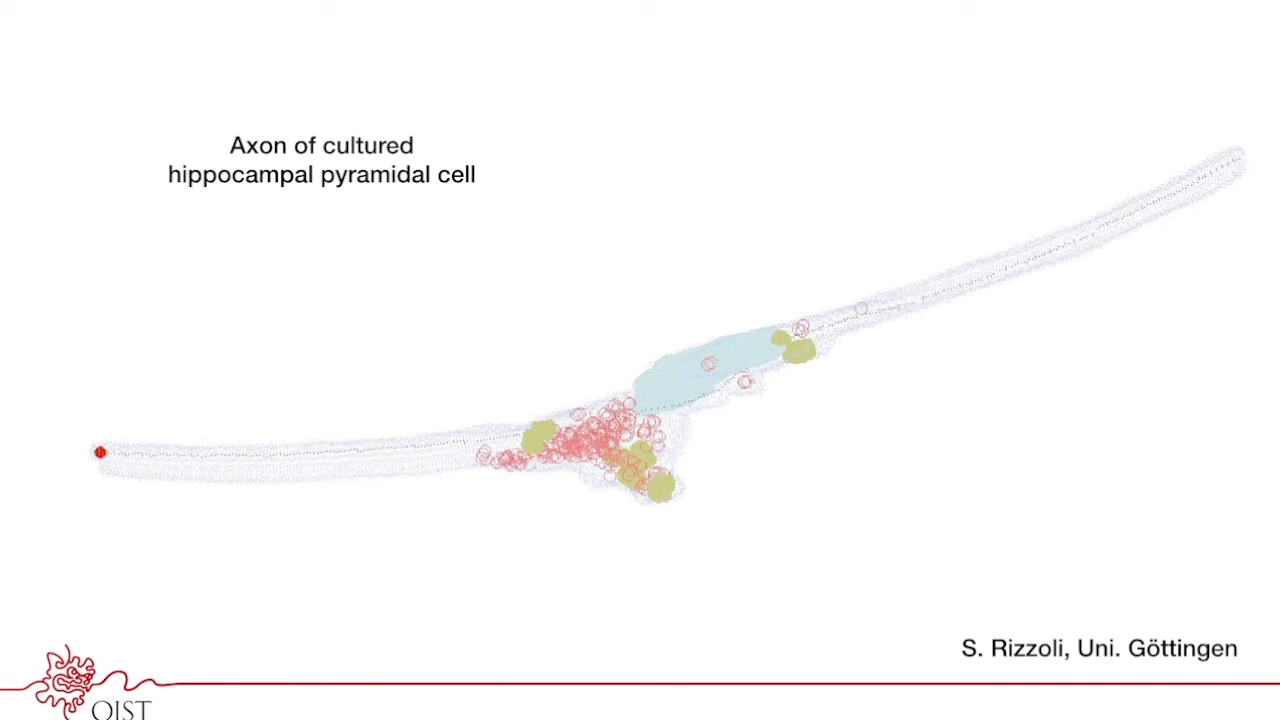 Axon of cultured
hippocampal pyramidal cell
S. Rizzoli, Uni. Göttingen
OIST